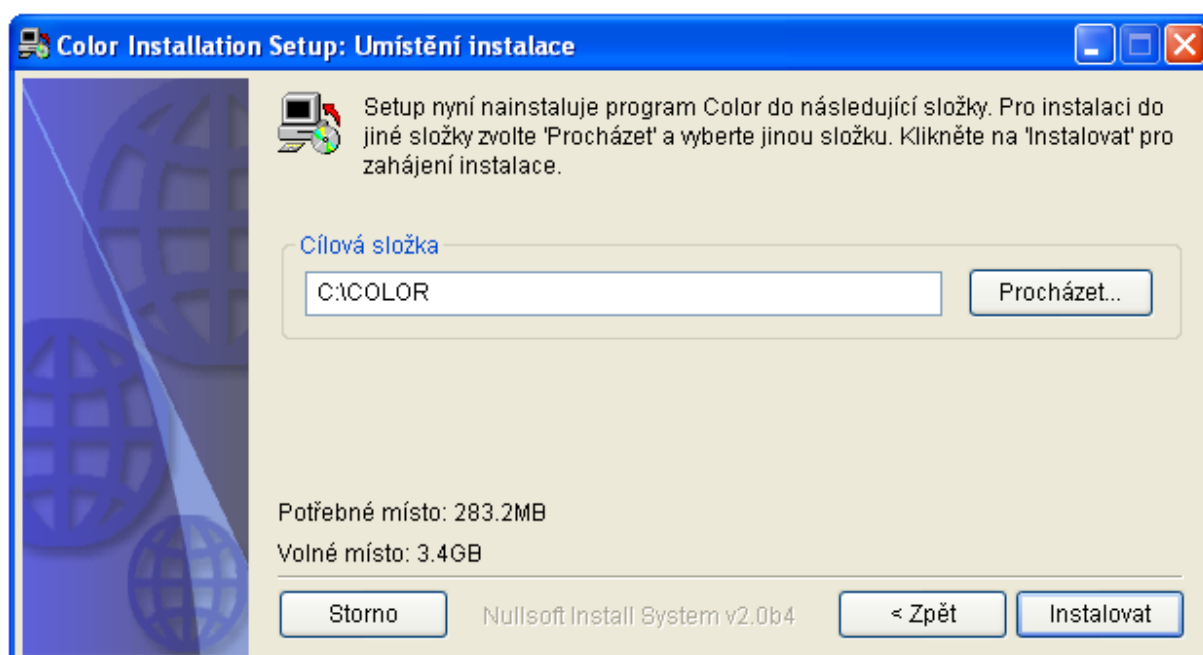 Color Installation Setup: Umístění instalace
Setup nyní nainstaluje program Color do následující složky. Pro instalaci do
jiné složky zvolte 'Procházet' a vyberte jinou složku. Klikněte na 'Instalovat' pro
zahájení instalace.
Cílová složka
C:\COLOR
Procházet...
Potřebné místo: 283.2MB
Volné místo: 3.4GB
Storno
Nullsoft Install System v2.0b4
< Zpět
Instalovat